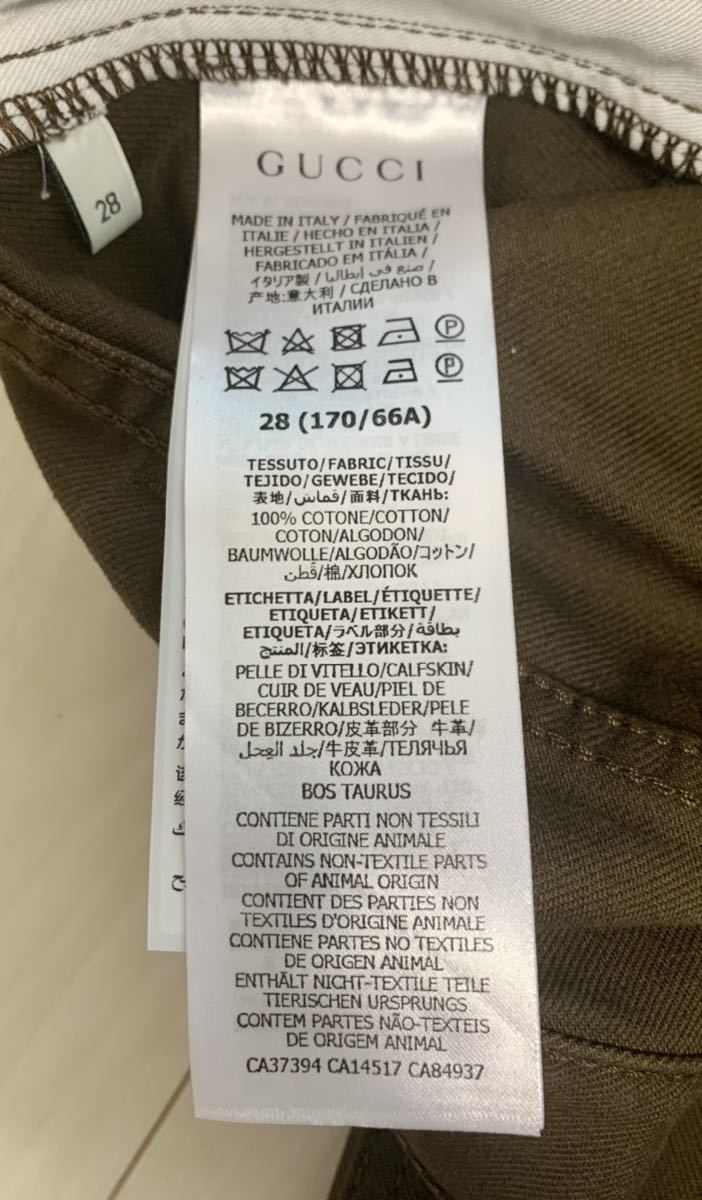 28
GUCCI
MADE IN ITALY / FABRIQUÉ EN
ITALIE / HECHO EN ITALIA /
HERGESTELLT IN ITALIEN /
FABRICADO EM ITÁLIA /
イタリア製 / صنع في ايطاليا /
产地:意大利 / СДЕЛАНО В
ИТАЛИИ
P
P
28 (170/66A)
TESSUTO/FABRIC/TISSU/
TEJIDO/GEWEBE/TECIDO/
表地/قماش/面料/ТКАНЬ:
100% COTONE/COTTON/
COTON/ALGODON/
BAUMWOLLE/ALGODÃO/コットン/
قُطن/棉/ХЛОПОК
ETICHETTA/LABEL/ÉTIQUETTE/
ETIQUETA/ETIKETT/
ETIQUETA/ラベル部分/بطاقة
المنتج/标签/ЭТИКЕТКА:
PELLE DI VITELLO/CALFSKIN/
CUIR DE VEAU/PIEL DE
BECERRO/KALBSLEDER/PELE
DE BIZERRO/皮革部分 牛革/
جلد العجل/牛皮革/ТЕЛЯЧЬЯ
КОЖА
BOS TAURUS
CONTIENE PARTI NON TESSILI
DI ORIGINE ANIMALE
CONTAINS NON-TEXTILE PARTS
OF ANIMAL ORIGIN
CONTIENT DES PARTIES NON
TEXTILES D'ORIGINE ANIMALE
CONTIENE PARTES NO TEXTILES
DE ORIGEN ANIMAL
ENTHÄLT NICHT-TEXTILE TEILE
TIERISCHEN URSPRUNGS
CONTEM PARTES NÃO-TEXTEIS
DE ORIGEM ANIMAL
CA37394 CA14517 CA84937